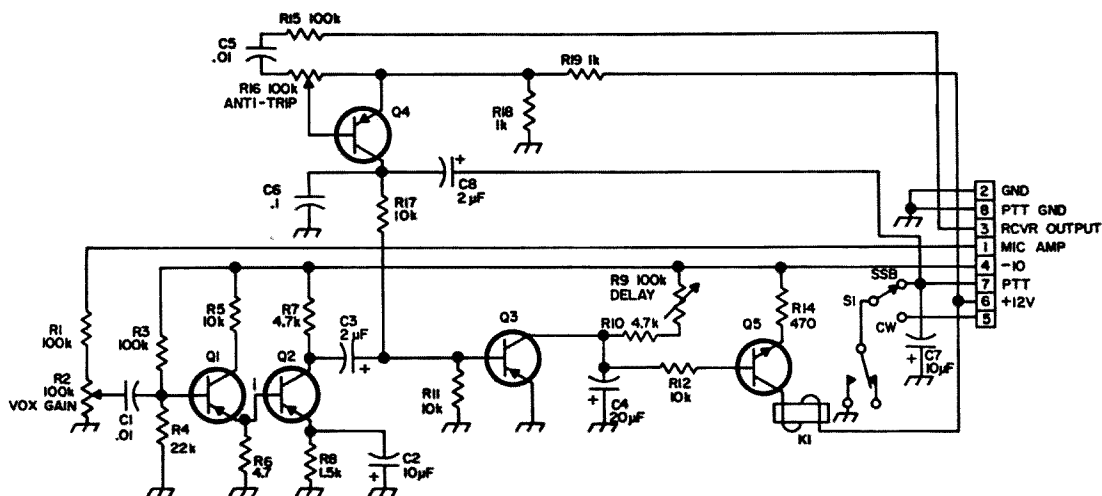 R15 100k
C5
.01
R16 100k
ANTI-TRIP
R19 1k
R18
1k
Q4
C6
.1
R17
10k
+
C8
2µF
2 GND
8 PTT GND
3 RCVR OUTPUT
1 MIC AMP
4 -10
7 PTT
6 +12V
5
R1
100k
R2
100k
VOX GAIN
C1
.01
R3
100k
R4
22k
R5
10k
Q1
R6
4.7
R7
4.7k
Q2
R8
1.5k
C3
2µF
+
+
C2
10µF
R11
10k
Q3
R9 100k
DELAY
R10 4.7k
+
C4
20µF
R12
10k
Q5
R14
470
K1
SSB
S1
CW
+
C7
10µF